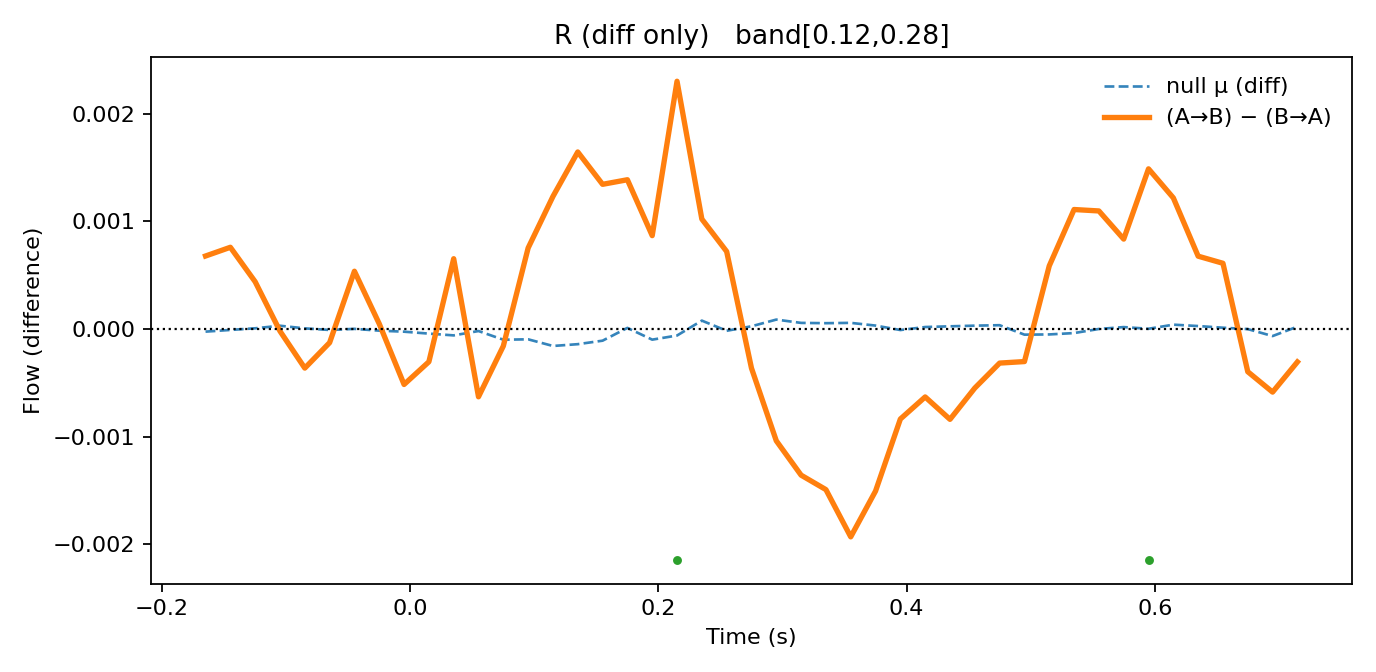 R (diff only)   band[0.12,0.28]
null μ (diff)
(A→B) − (B→A)
Flow (difference)
0.002
0.001
0.000
−0.001
−0.002
−0.2
0.0
0.2
0.4
0.6
Time (s)